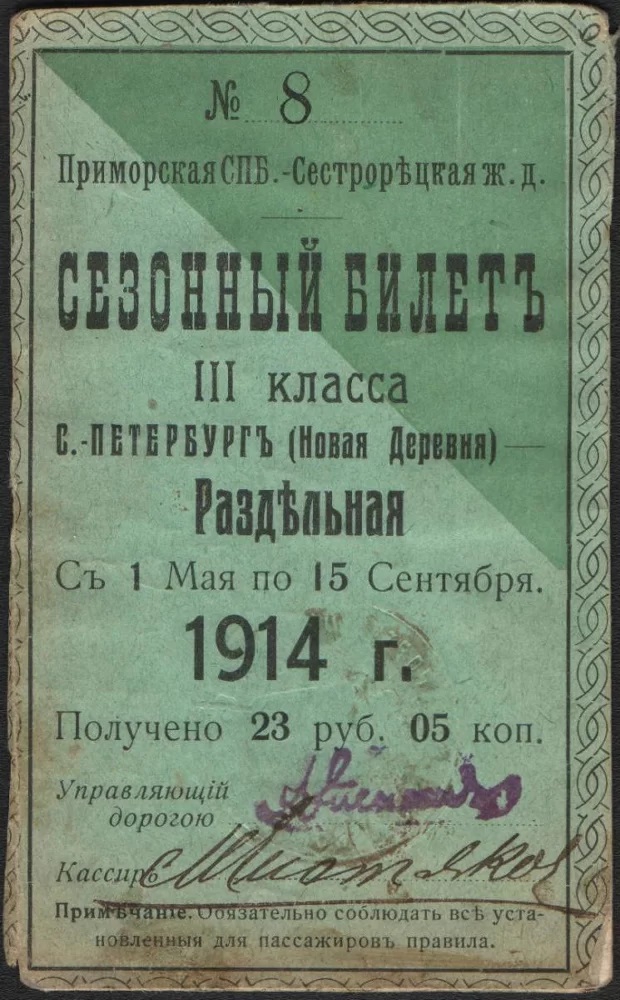 № 8
Приморская СПБ.-Сестрорѣцкая ж. д.
СЕЗОННЫЙ БИЛЕТЪ
III класса
С.-ПЕТЕРБУРГЪ (Новая Деревня) —
Раздѣльная
Съ 1 Мая по 15 Сентября.
1914 г.
Получено 23 руб. 05 коп.
Управляющій
дорогою
Кассиръ
Примѣчаніе. Обязательно соблюдать всѣ уста-
новленныя для пассажировъ правила.